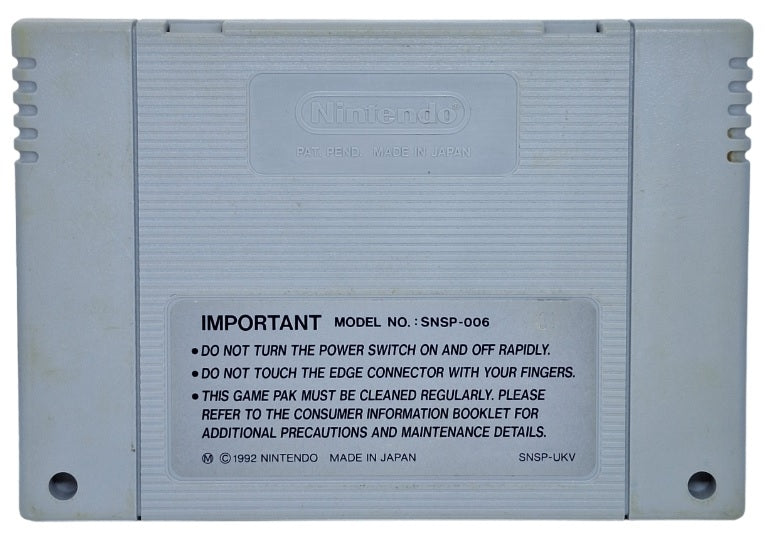 Nintendo®
PAT. PEND. MADE IN JAPAN
IMPORTANT MODEL NO.: SNSP-006
• DO NOT TURN THE POWER SWITCH ON AND OFF RAPIDLY.
• DO NOT TOUCH THE EDGE CONNECTOR WITH YOUR FINGERS.
• THIS GAME PAK MUST BE CLEANED REGULARLY. PLEASE
REFER TO THE CONSUMER INFORMATION BOOKLET FOR
ADDITIONAL PRECAUTIONS AND MAINTENANCE DETAILS.
Ⓜ © 1992 NINTENDO MADE IN JAPAN SNSP-UKV